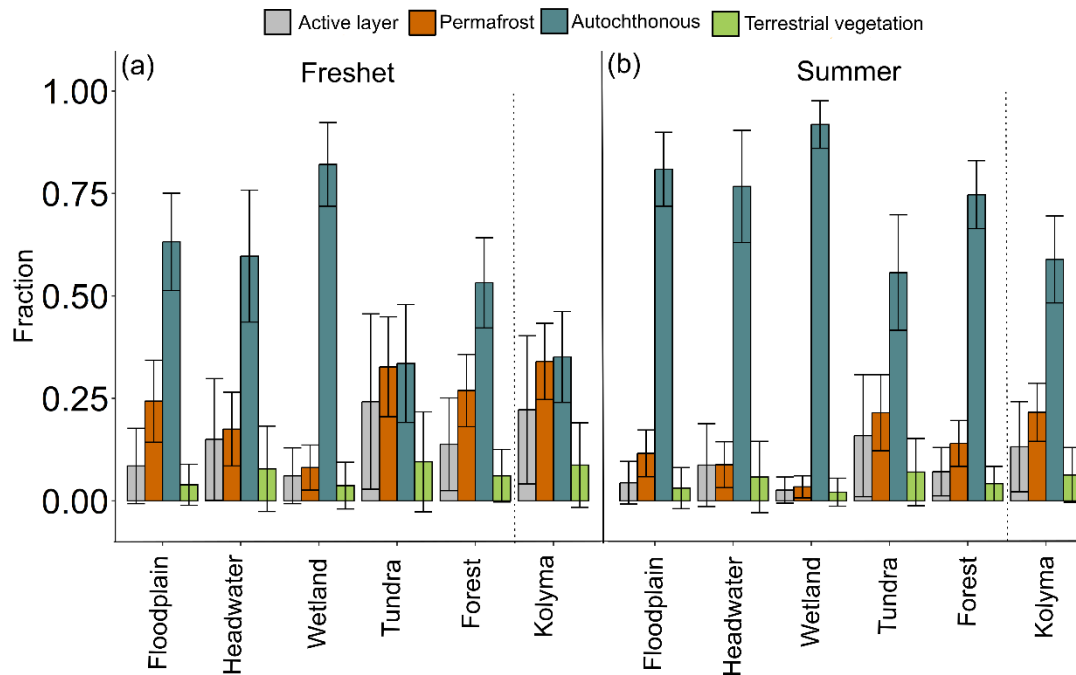 Active layer Permafrost Autochthonous Terrestrial vegetation
(a) Freshet (b) Summer
Fraction
1.00
0.75
0.50
0.25
0.00
Floodplain
Headwater
Wetland
Tundra
Forest
Kolyma
Floodplain
Headwater
Wetland
Tundra
Forest
Kolyma